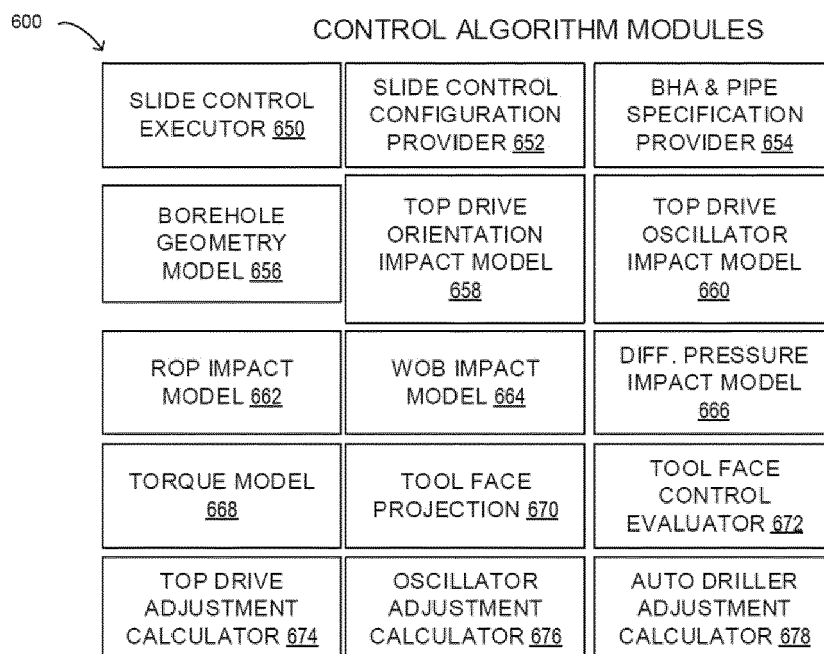 600
CONTROL ALGORITHM MODULES
SLIDE CONTROL
EXECUTOR 650
SLIDE CONTROL
CONFIGURATION
PROVIDER 652
BHA & PIPE
SPECIFICATION
PROVIDER 654
BOREHOLE
GEOMETRY
MODEL 656
TOP DRIVE
ORIENTATION
IMPACT MODEL
658
TOP DRIVE
OSCILLATOR
IMPACT MODEL
660
ROP IMPACT
MODEL 662
WOB IMPACT
MODEL 664
DIFF. PRESSURE
IMPACT MODEL
666
TORQUE MODEL
668
TOOL FACE
PROJECTION 670
TOOL FACE
CONTROL
EVALUATOR 672
TOP DRIVE
ADJUSTMENT
CALCULATOR 674
OSCILLATOR
ADJUSTMENT
CALCULATOR 676
AUTO DRILLER
ADJUSTMENT
CALCULATOR 678